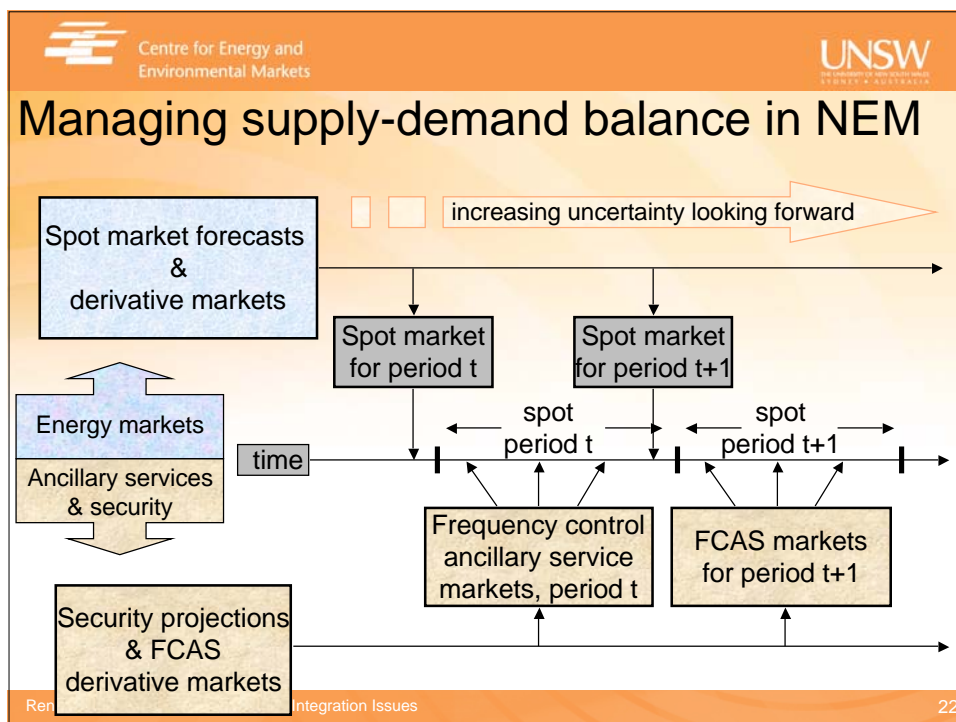 Centre for Energy and
Environmental Markets
UNSW
THE UNIVERSITY OF NEW SOUTH WALES
SYDNEY • AUSTRALIA
Managing supply-demand balance in NEM
increasing uncertainty looking forward
Spot market forecasts
&
derivative markets
Spot market
for period t
Spot market
for period t+1
Energy markets
Ancillary services
& security
time
spot
period t
spot
period t+1
Frequency control
ancillary service
markets, period t
FCAS markets
for period t+1
Security projections
& FCAS
derivative markets
Integration Issues
22